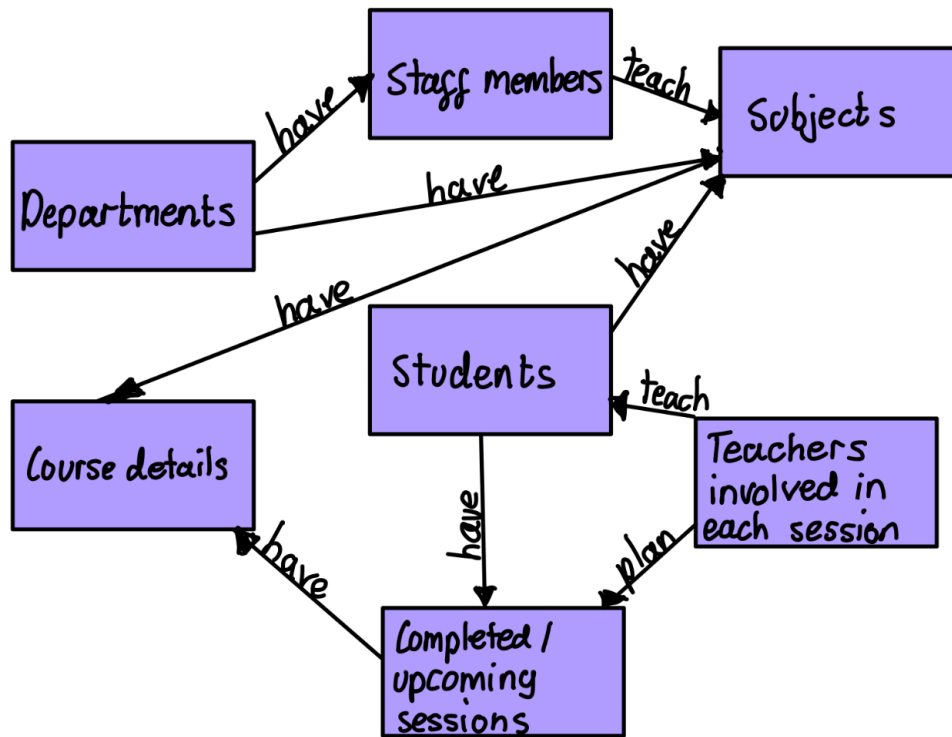 Staff members
teach
Subjects
have
Departments
have
have
have
Students
teach
Course details
Teachers
involved in
each session
have
have
plan
Completed /
upcoming
sessions